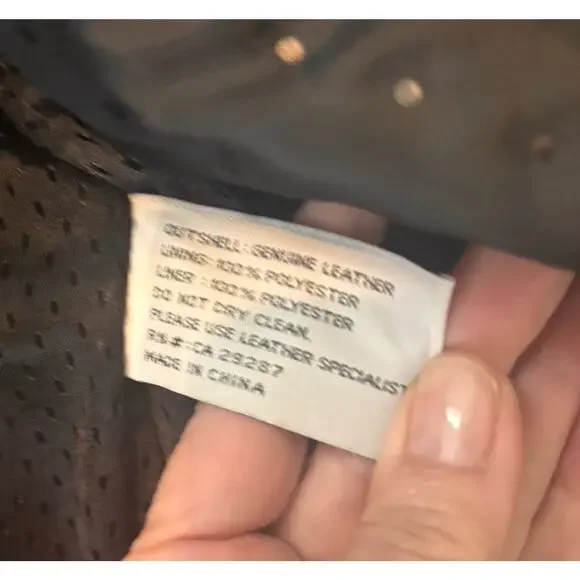 OUTSHELL: GENUINE LEATHER
LINING: 100% POLYESTER
LINER: 100% POLYESTER
DO NOT DRY CLEAN.
PLEASE USE LEATHER SPECIALIST
RN#: CA 25287
MADE IN CHINA